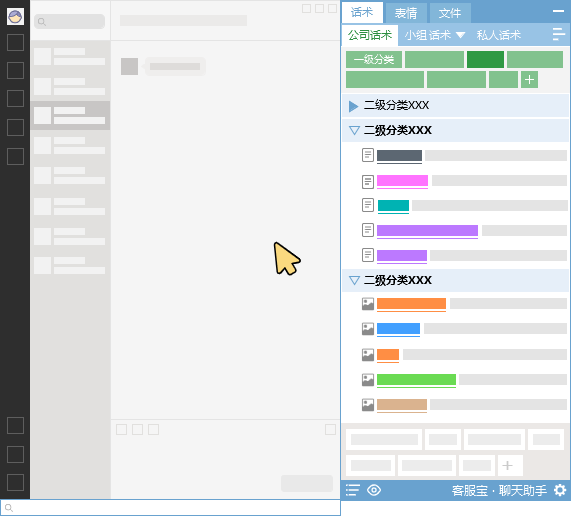 话术 表情 文件
公司话术 小组话术 私人话术
一级分类
二级分类XXX
二级分类XXX
二级分类XXX
客服宝·聊天助手